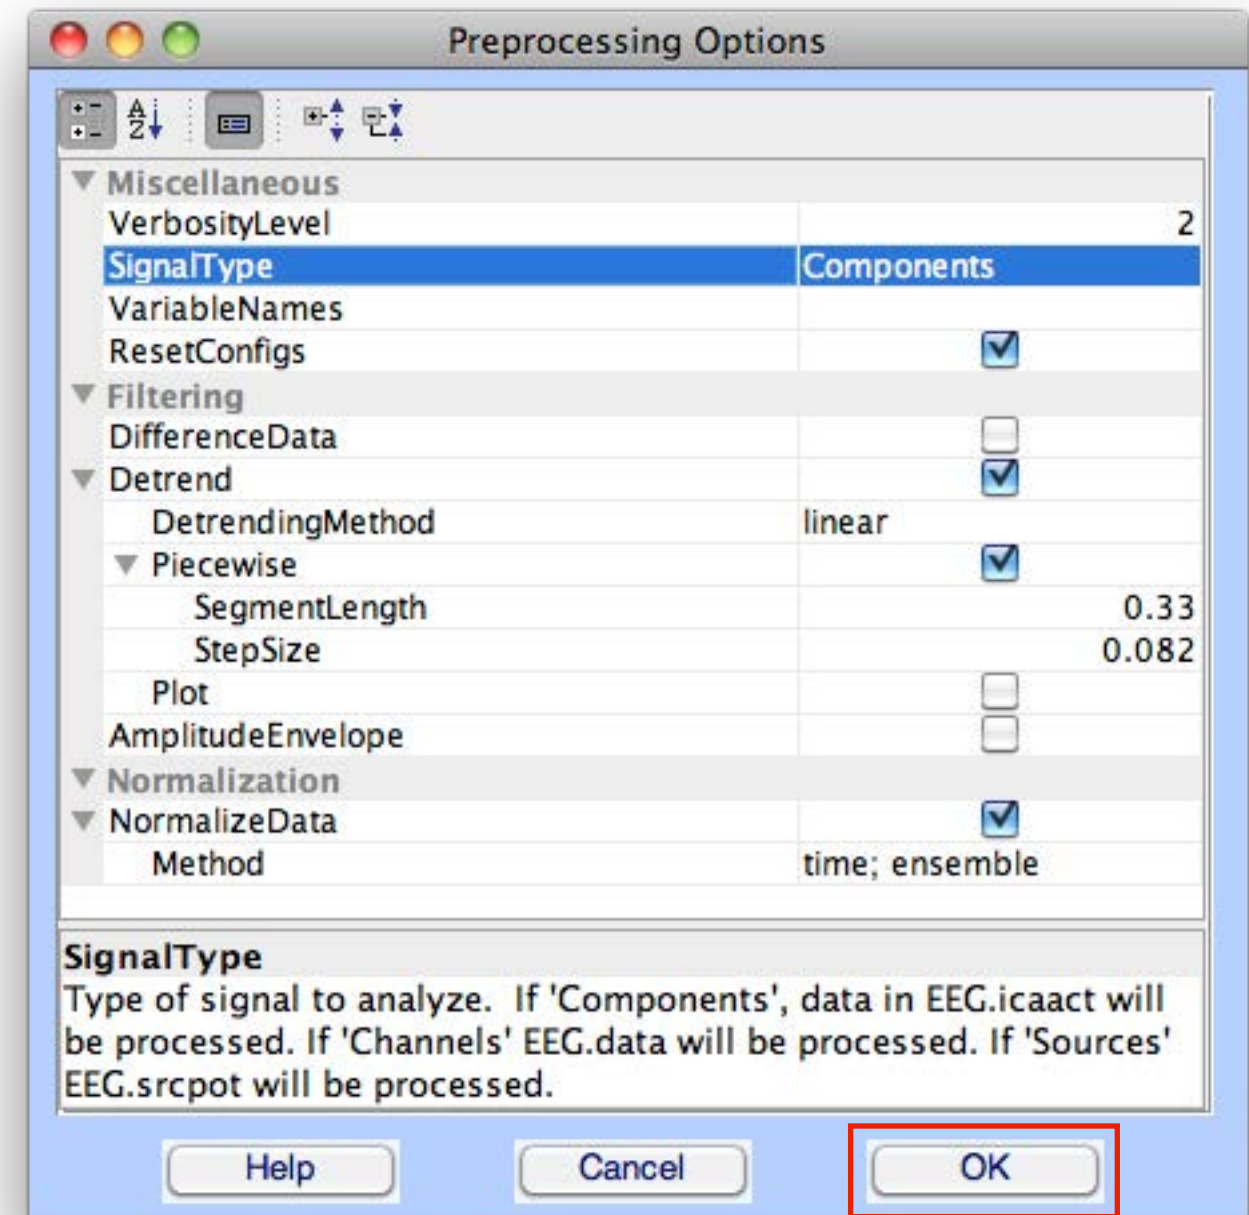 Preprocessing Options
A
Z
Miscellaneous
VerbosityLevel 2
SignalType Components
VariableNames
ResetConfigs
Filtering
DifferenceData
Detrend
DetrendingMethod linear
Piecewise
SegmentLength 0.33
StepSize 0.082
Plot
AmplitudeEnvelope
Normalization
NormalizeData
Method time; ensemble
SignalType
Type of signal to analyze.  If 'Components', data in EEG.icaact will
be processed. If 'Channels' EEG.data will be processed. If 'Sources'
EEG.srcpot will be processed.
Help Cancel OK